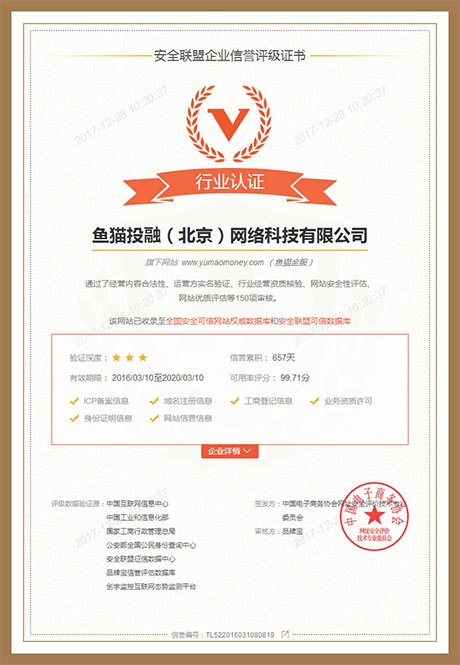 安全联盟企业信誉评级证书
2017-12-28 10:20:37
2017-12-28 10:20:37
V
行业认证
鱼猫投融（北京）网络科技有限公司
旗下网站: www.yumaomoney.com （鱼猫金服）
通过了经营内容合法性、运营方实名验证、行业经营资质核验、网站安全性评估、
网站优质评估等150项审核。
该网站已收录至全国安全可信网站权威数据库和安全联盟可信数据库
验证深度： 信誉累积： 657天
有效期限： 2016/03/10至2020/03/10 可用率评分： 99.71分
ICP备案信息 域名注册信息 工商登记信息 业务资质许可
身份证明信息 网站信誉信息
企业详情
评级数据验证源： 中国互联网信息中心
中国工业和信息化部
国家工商行政管理总局
公安部全国公民身份查询中心
安全联盟征信数据中心
品牌宝信誉评估数据库
创宇监控互联网态势监测平台
签发方： 中国电子商务协会网址安全评价技术专业
委员会
审核方： 品牌宝
中国电子商务协会
网址安全评价
技术专业委员会
信誉编号：TL522016031080819